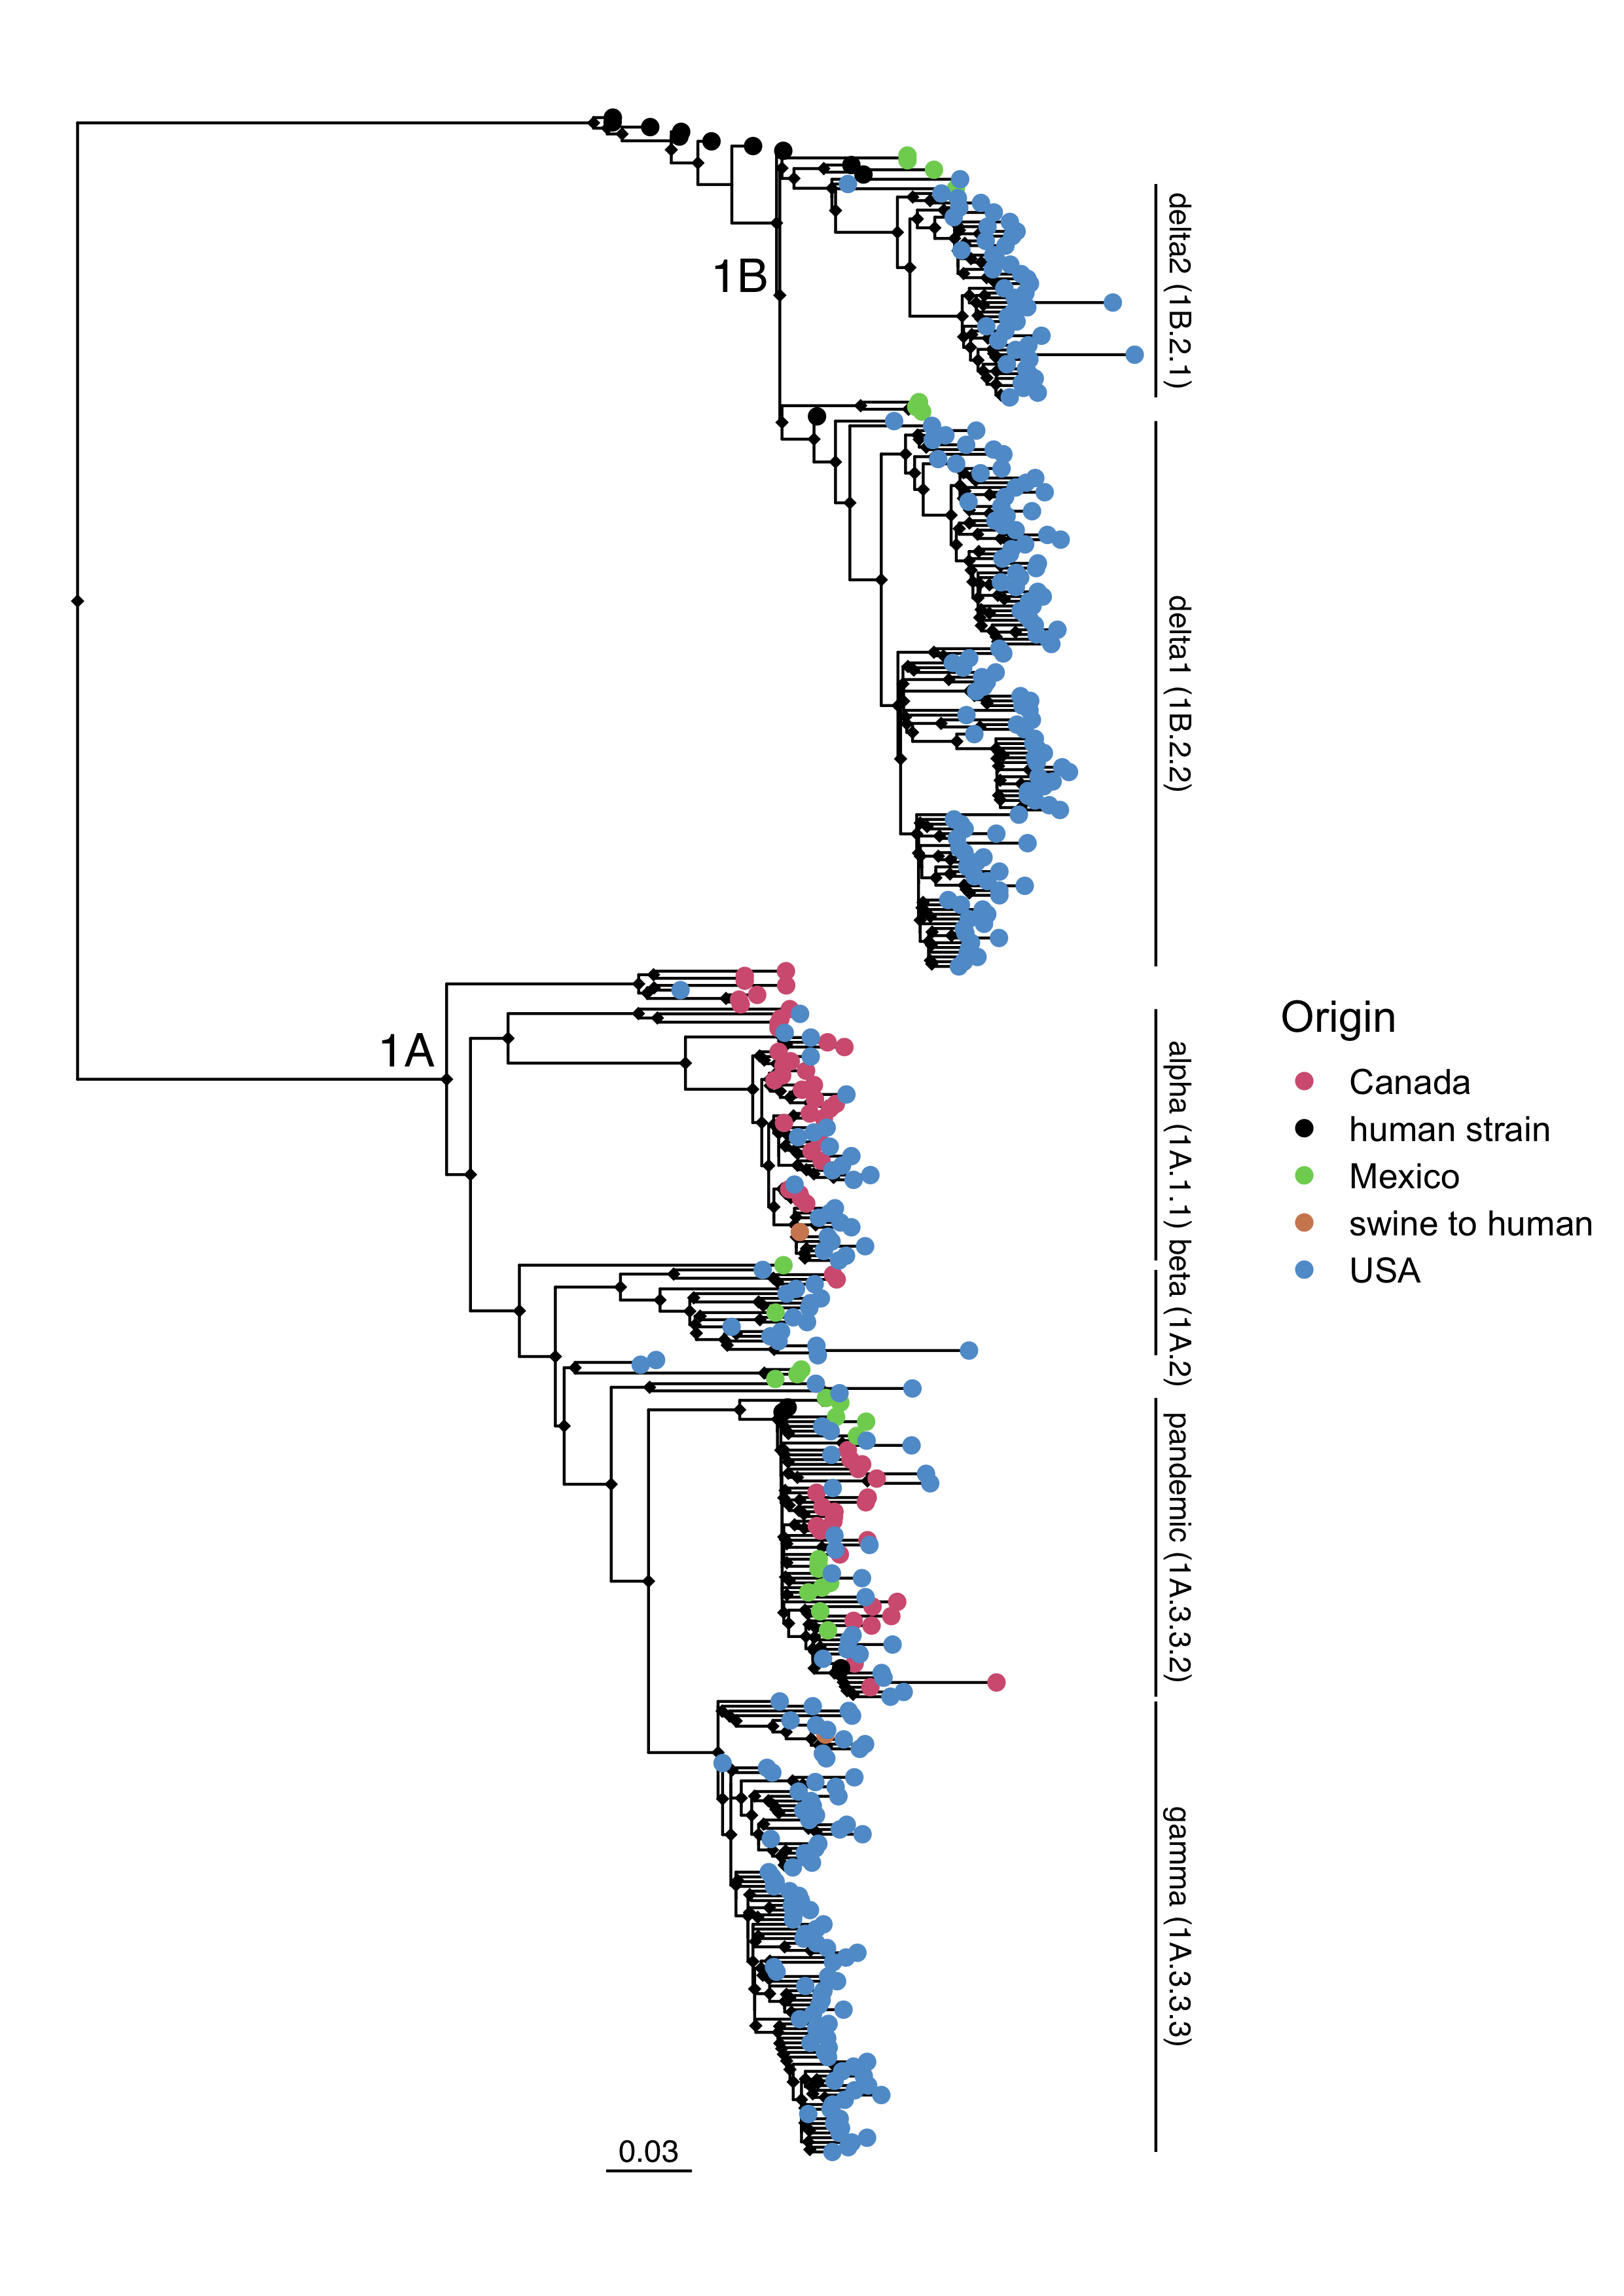 1B
1A
delta2 (1B.2.1)
delta1 (1B.2.2)
alpha (1A.1.1)
beta (1A.2)
pandemic (1A.3.3.2)
gamma (1A.3.3.3)
0.03
Origin
Canada
human strain
Mexico
swine to human
USA